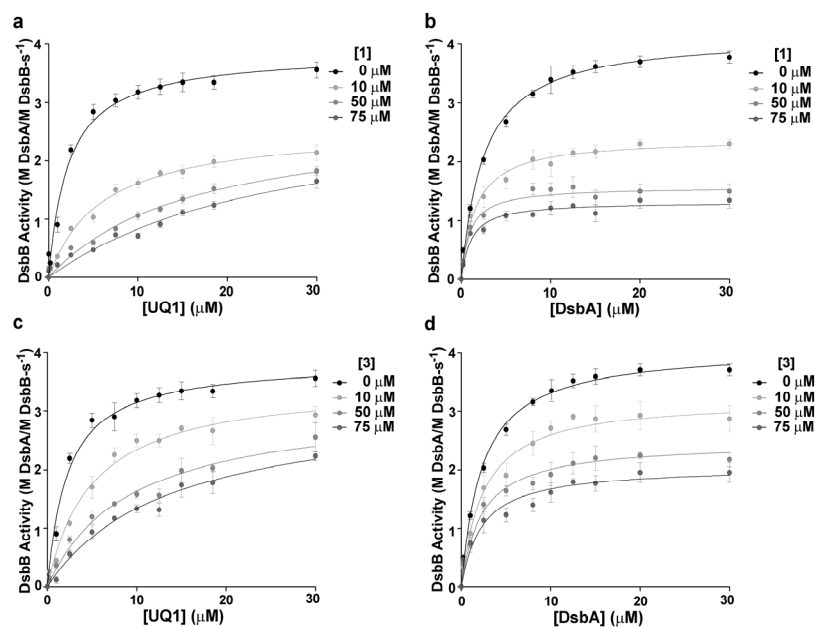 a
[1]
0 μM
10 μM
50 μM
75 μM
DsbB Activity (M DsbA/M DsbB-s⁻¹)
4
3
2
1
0
0
10
20
30
[UQ1] (μM)
b
[1]
0 μM
10 μM
50 μM
75 μM
DsbB Activity (M DsbA/M DsbB-s⁻¹)
4
3
2
1
0
0
10
20
30
[DsbA] (μM)
c
[3]
0 μM
10 μM
50 μM
75 μM
DsbB Activity (M DsbA/M DsbB-s⁻¹)
4
3
2
1
0
0
10
20
30
[UQ1] (μM)
d
[3]
0 μM
10 μM
50 μM
75 μM
DsbB Activity (M DsbA/M DsbB-s⁻¹)
4
3
2
1
0
0
10
20
30
[DsbA] (μM)